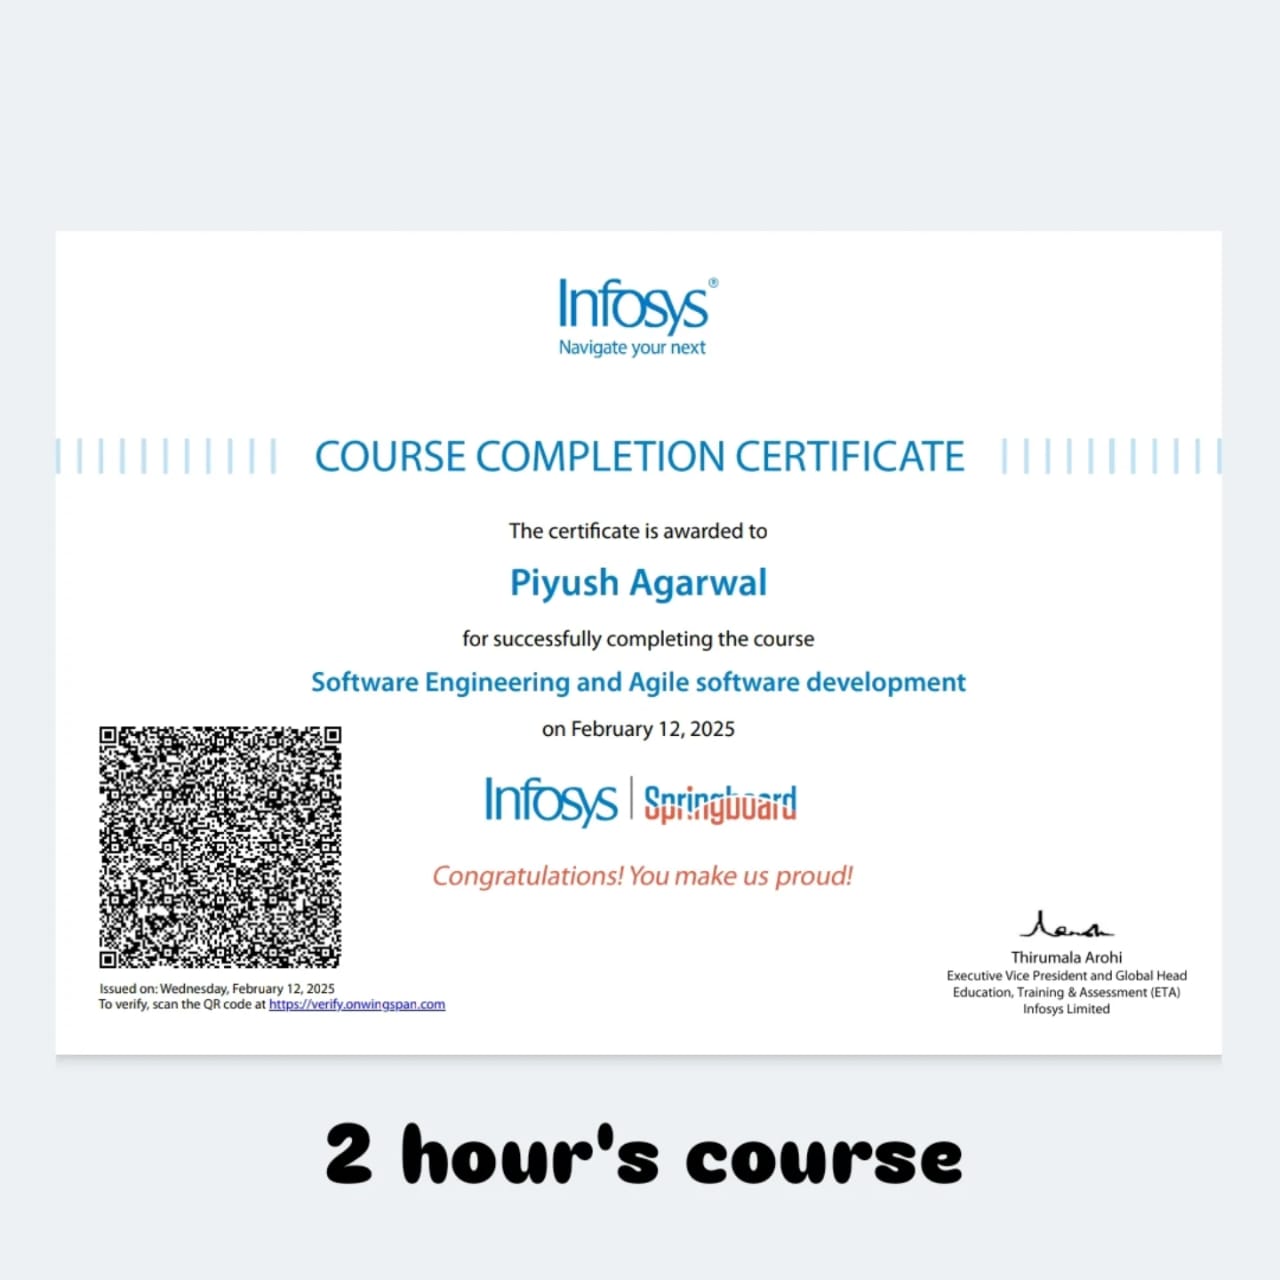 Infosys®
Navigate your next
COURSE COMPLETION CERTIFICATE
The certificate is awarded to
Piyush Agarwal
for successfully completing the course
Software Engineering and Agile software development
on February 12, 2025
Infosys | Springboard
Congratulations! You make us proud!
Issued on: Wednesday, February 12, 2025
To verify, scan the QR code at https://verify.onwingspan.com
Thirumala Arohi
Executive Vice President and Global Head
Education, Training & Assessment (ETA)
Infosys Limited
2 hour's course